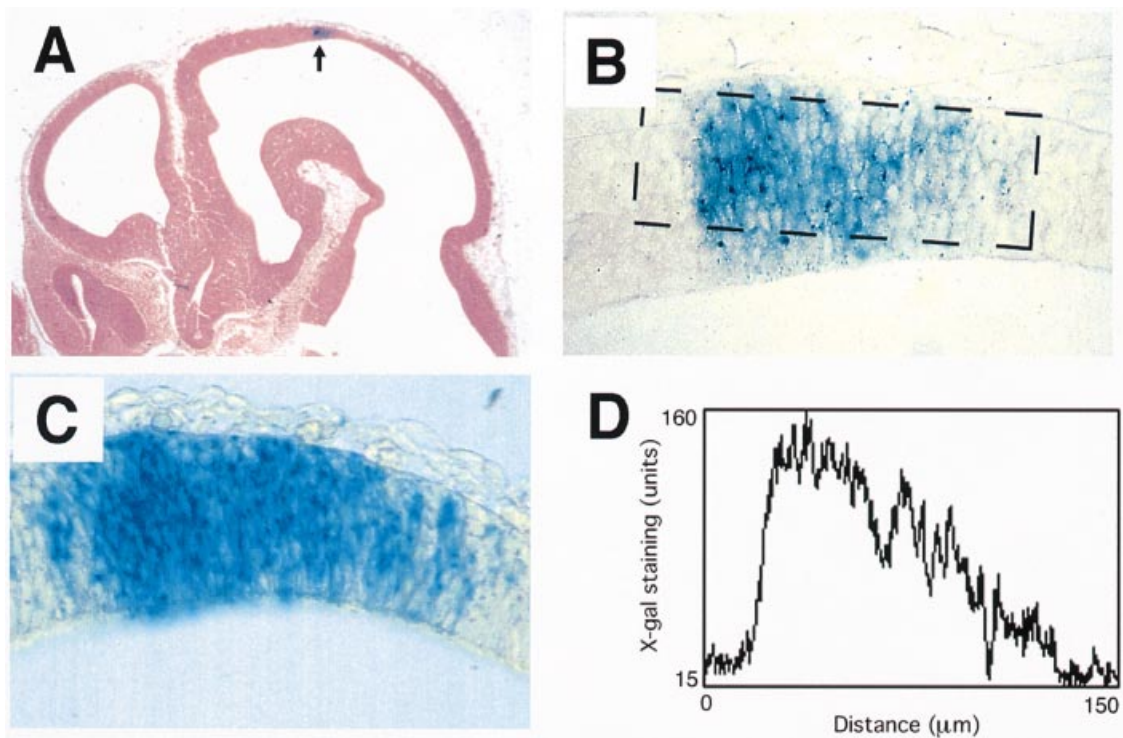 A
B
C
D
160
X-gal staining (units)
15
0
150
Distance (μm)